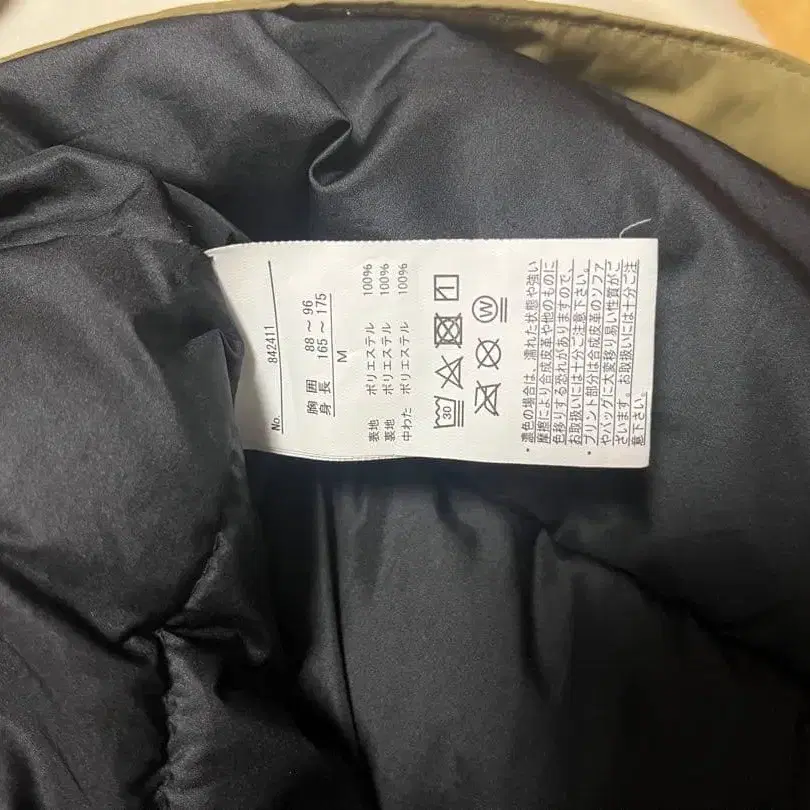 No. 842411
胸囲 88～96
身長 165～175
M
表地 ポリエステル 100%
裏地 ポリエステル 100%
中わた ポリエステル 100%
30
W
・濃色の場合は、濡れた状態や強い
摩擦により合成皮革や他のものに
色移りする恐れがありますので、
お取扱いには十分ご注意下さい。
・プリント部分は合成皮革のソファ
やバッグに大変移り易い性質がご
ざいます。お取扱いには十分ご注
意下さい。